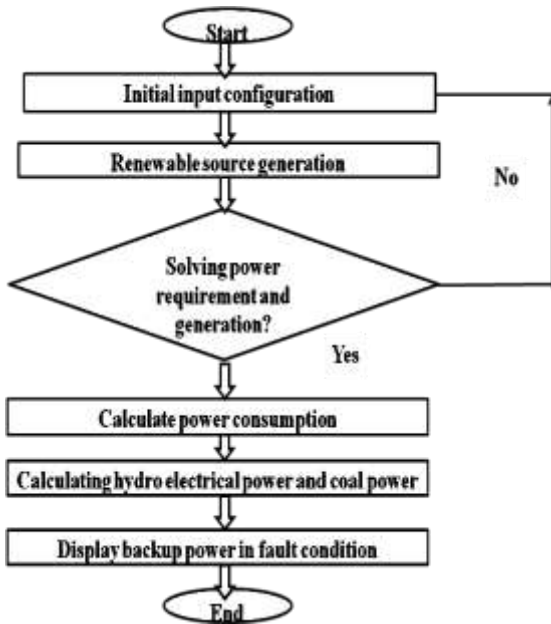 Start
Initial input configuration
Renewable source generation
No
Solving power
requirement and
generation?
Yes
Calculate power consumption
Calculating hydro electrical power and coal power
Display backup power in fault condition
End